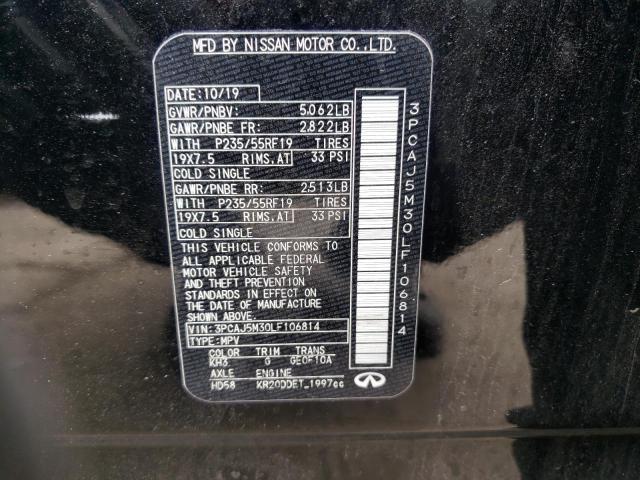 MFD BY NISSAN MOTOR CO.,LTD.
DATE: 10/19
GVWR/PNBV: 5,062LB
GAWR/PNBE FR: 2,822LB
WITH P235/55RF19 TIRES
19X7.5 RIMS.AT 33 PSI
COLD SINGLE
GAWR/PNBE RR: 2,513LB
WITH P235/55RF19 TIRES
19X7.5 RIMS.AT 33 PSI
COLD SINGLE
THIS VEHICLE CONFORMS TO
ALL APPLICABLE FEDERAL
MOTOR VEHICLE SAFETY
AND THEFT PREVENTION
STANDARDS IN EFFECT ON
THE DATE OF MANUFACTURE
SHOWN ABOVE.
VIN: 3PCAJ5M30LF106814
TYPE: MPV
COLOR TRIM TRANS
KH3 G GE0F10A
AXLE ENGINE
HD58 KR20DDET 1997cc
3PCAJ5M30LF106814